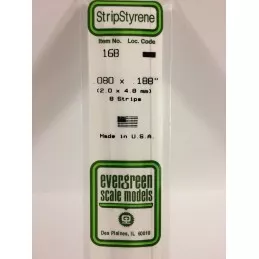 StripStyrene
Item No. Loc. Code
168
.080 x .188"
(2.0 x 4.8 mm)
8 Strips
Made in U.S.A.
evergreen
scale models
Des Plaines, IL 60018